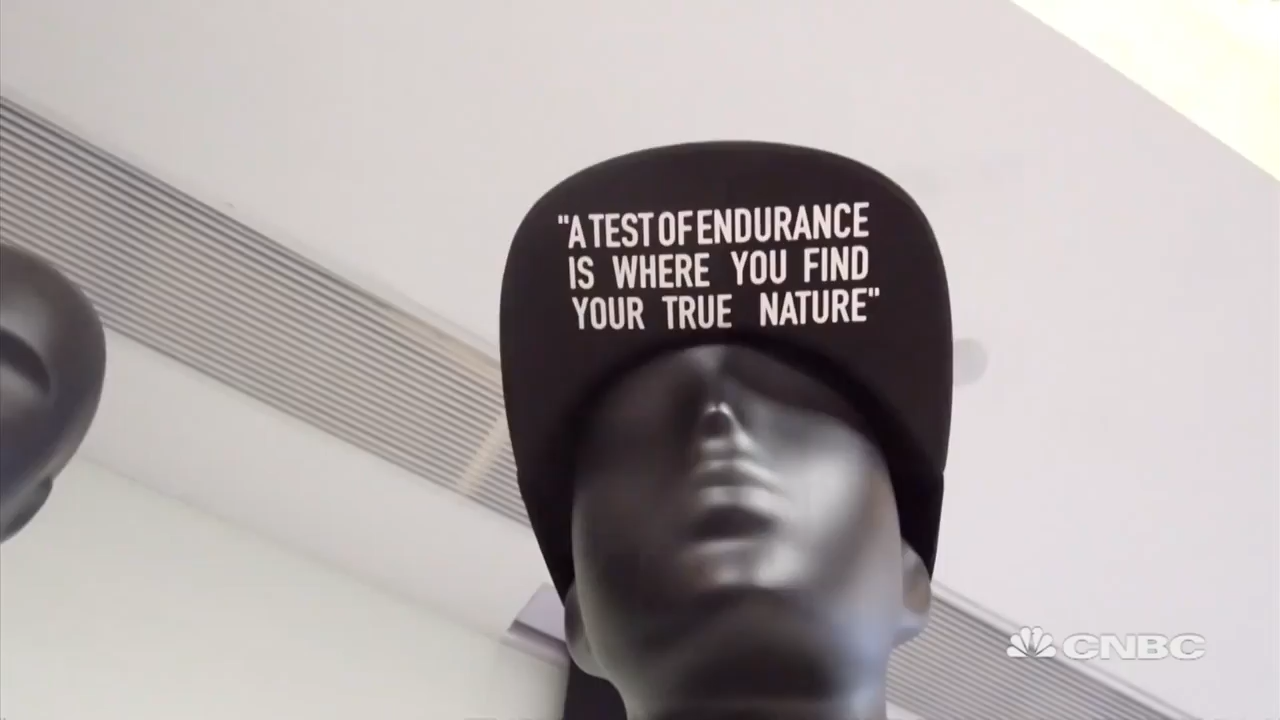 "A TEST OF ENDURANCE
IS WHERE YOU FIND
YOUR TRUE NATURE"
CNBC